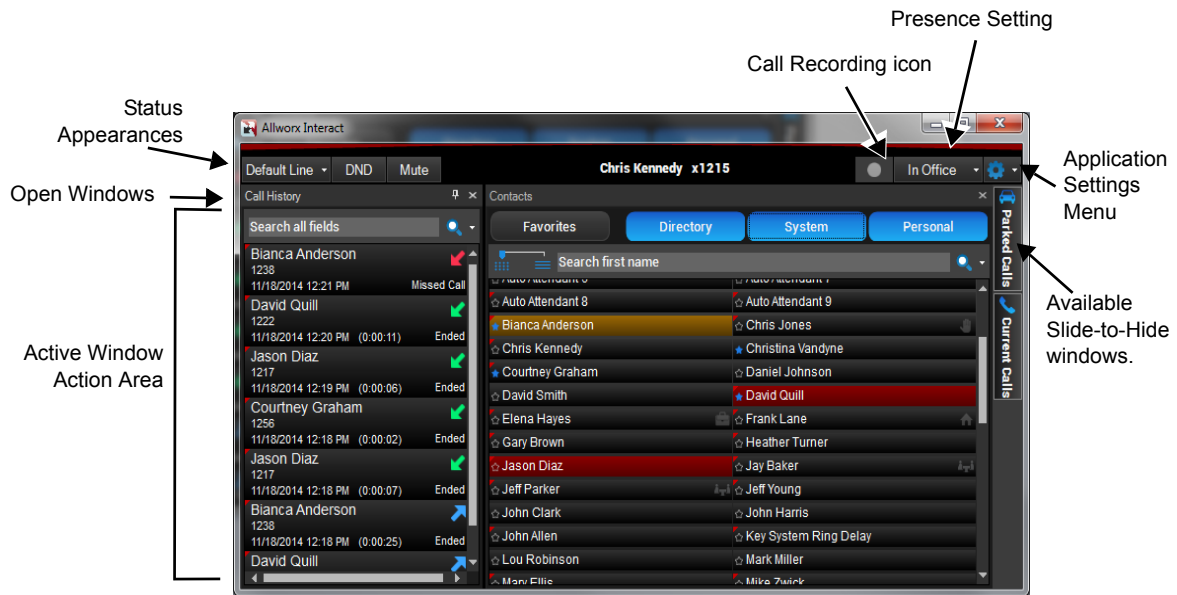 Presence Setting
Call Recording icon
Status
Appearances
Allworx Interact
Default Line DND Mute
Chris Kennedy x1215
In Office
Application
Settings
Menu
Open Windows
Call History
Contacts
Search all fields
Favorites Directory System Personal
Search first name
Parked Calls
Current Calls
Available
Slide-to-Hide
windows.
Active Window
Action Area
Bianca Anderson
1238
11/18/2014 12:21 PM Missed Call
David Quill
1222
11/18/2014 12:20 PM (0:00:11) Ended
Jason Diaz
1217
11/18/2014 12:19 PM (0:00:06) Ended
Courtney Graham
1256
11/18/2014 12:18 PM (0:00:02) Ended
Jason Diaz
1217
11/18/2014 12:18 PM (0:00:07) Ended
Bianca Anderson
1238
11/18/2014 12:18 PM (0:00:25) Ended
David Quill
Auto Attendant 8 Auto Attendant 9
Bianca Anderson Chris Jones
Chris Kennedy Christina Vandyne
Courtney Graham Daniel Johnson
David Smith David Quill
Elena Hayes Frank Lane
Gary Brown Heather Turner
Jason Diaz Jay Baker
Jeff Parker Jeff Young
John Clark John Harris
John Allen Key System Ring Delay
Lou Robinson Mark Miller
Mary Ellis Mike Zwick